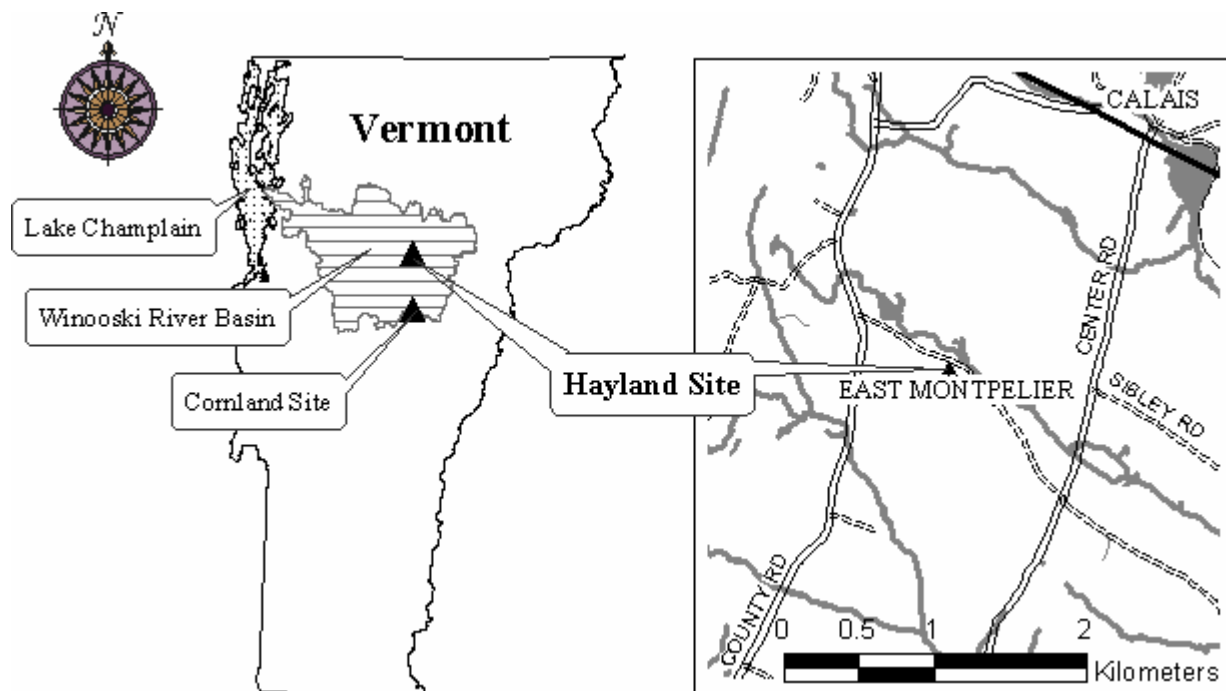 N
Vermont
Lake Champlain
Winooski River Basin
Cornland Site
Hayland Site
CALAIS
CENTER RD
SIBLEY RD
EAST MONTPELIER
COUNTY RD
0 0.5 1 2
Kilometers